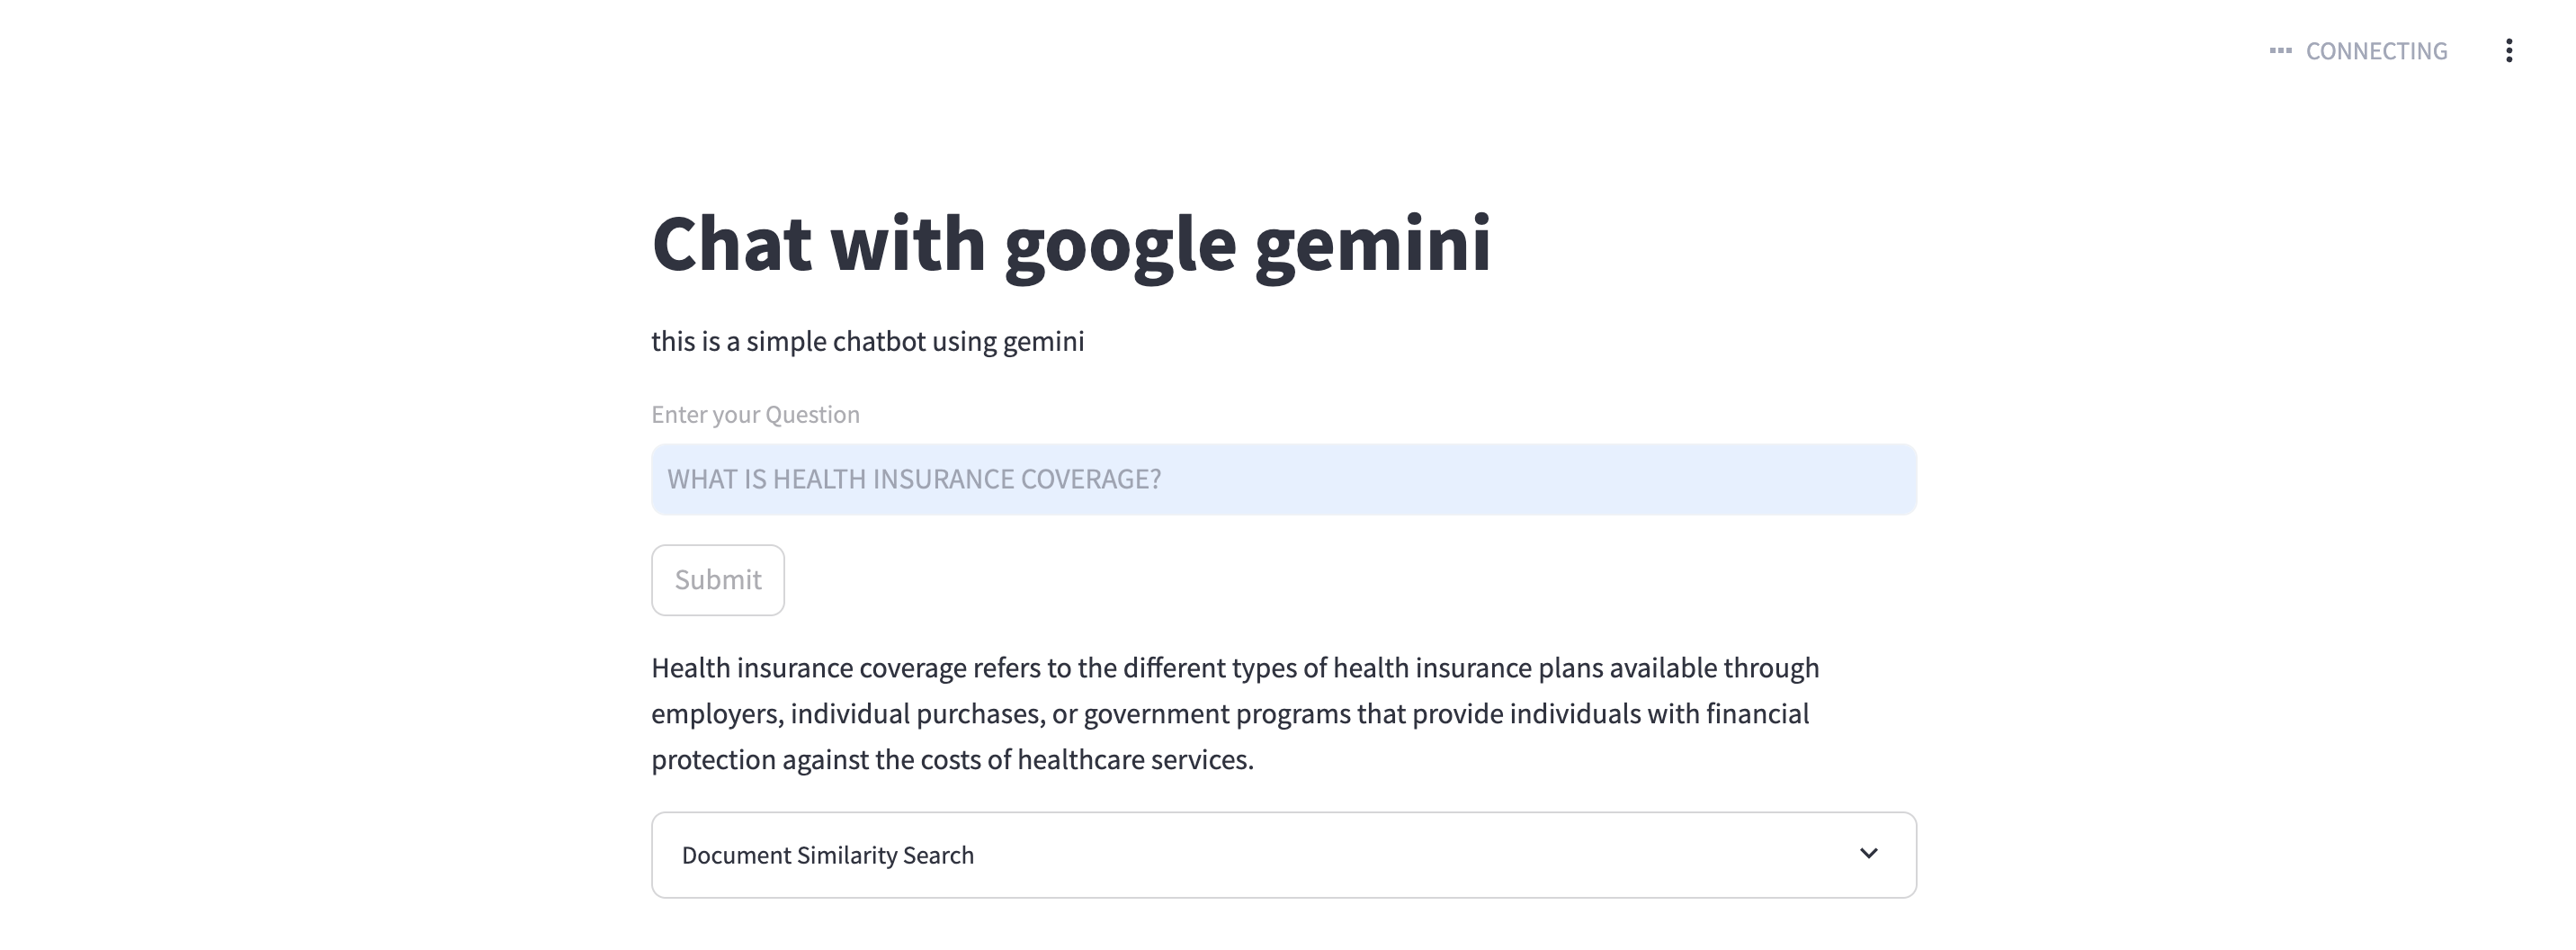 CONNECTING
Chat with google gemini
this is a simple chatbot using gemini
Enter your Question
WHAT IS HEALTH INSURANCE COVERAGE?
Submit
Health insurance coverage refers to the different types of health insurance plans available through
employers, individual purchases, or government programs that provide individuals with financial
protection against the costs of healthcare services.
Document Similarity Search